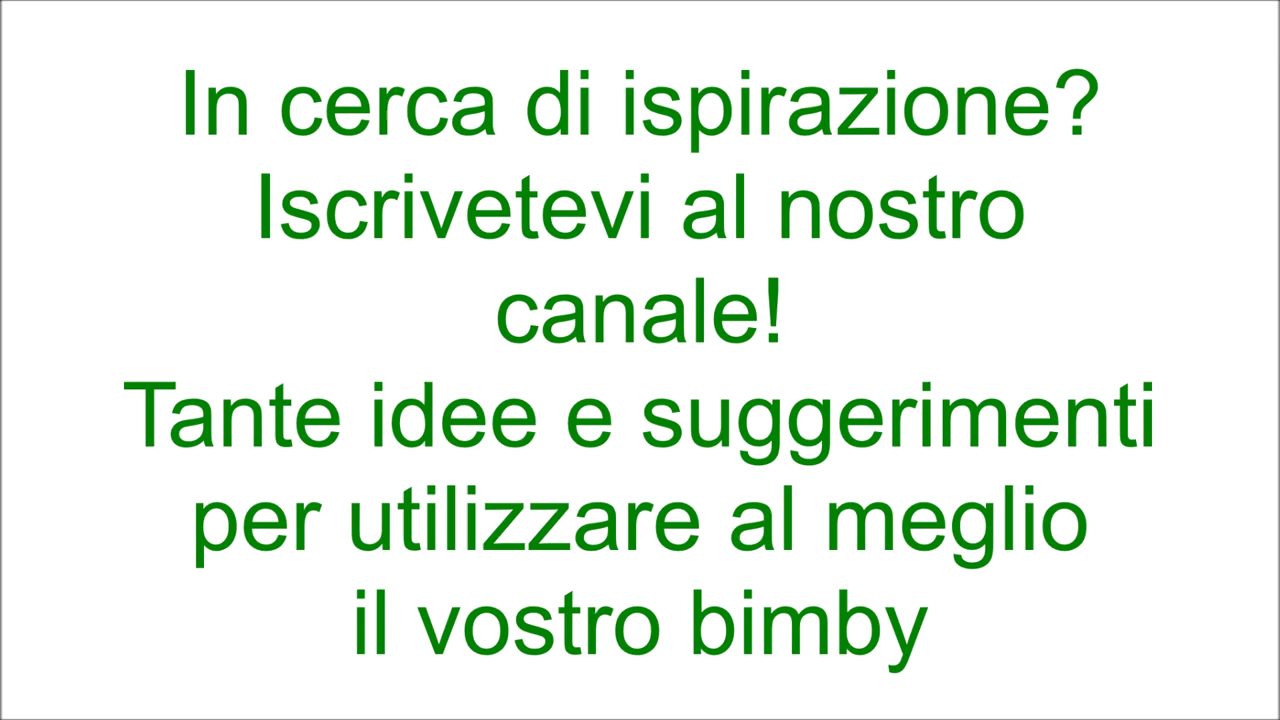 In cerca di ispirazione?
Iscrivetevi al nostro
canale!
Tante idee e suggerimenti
per utilizzare al meglio
il vostro bimby